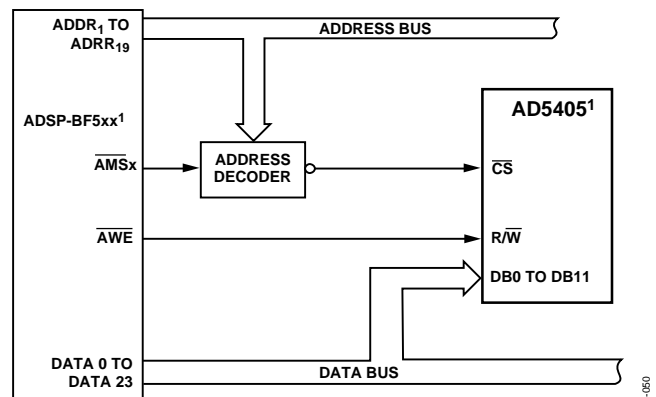 ADDR1 TO
ADRR19
ADDRESS BUS
ADSP-BF5xx1
AD54051
AMSx
ADDRESS
DECODER
CS
AWE
R/W
DB0 TO DB11
DATA 0 TO
DATA 23
DATA BUS
-050